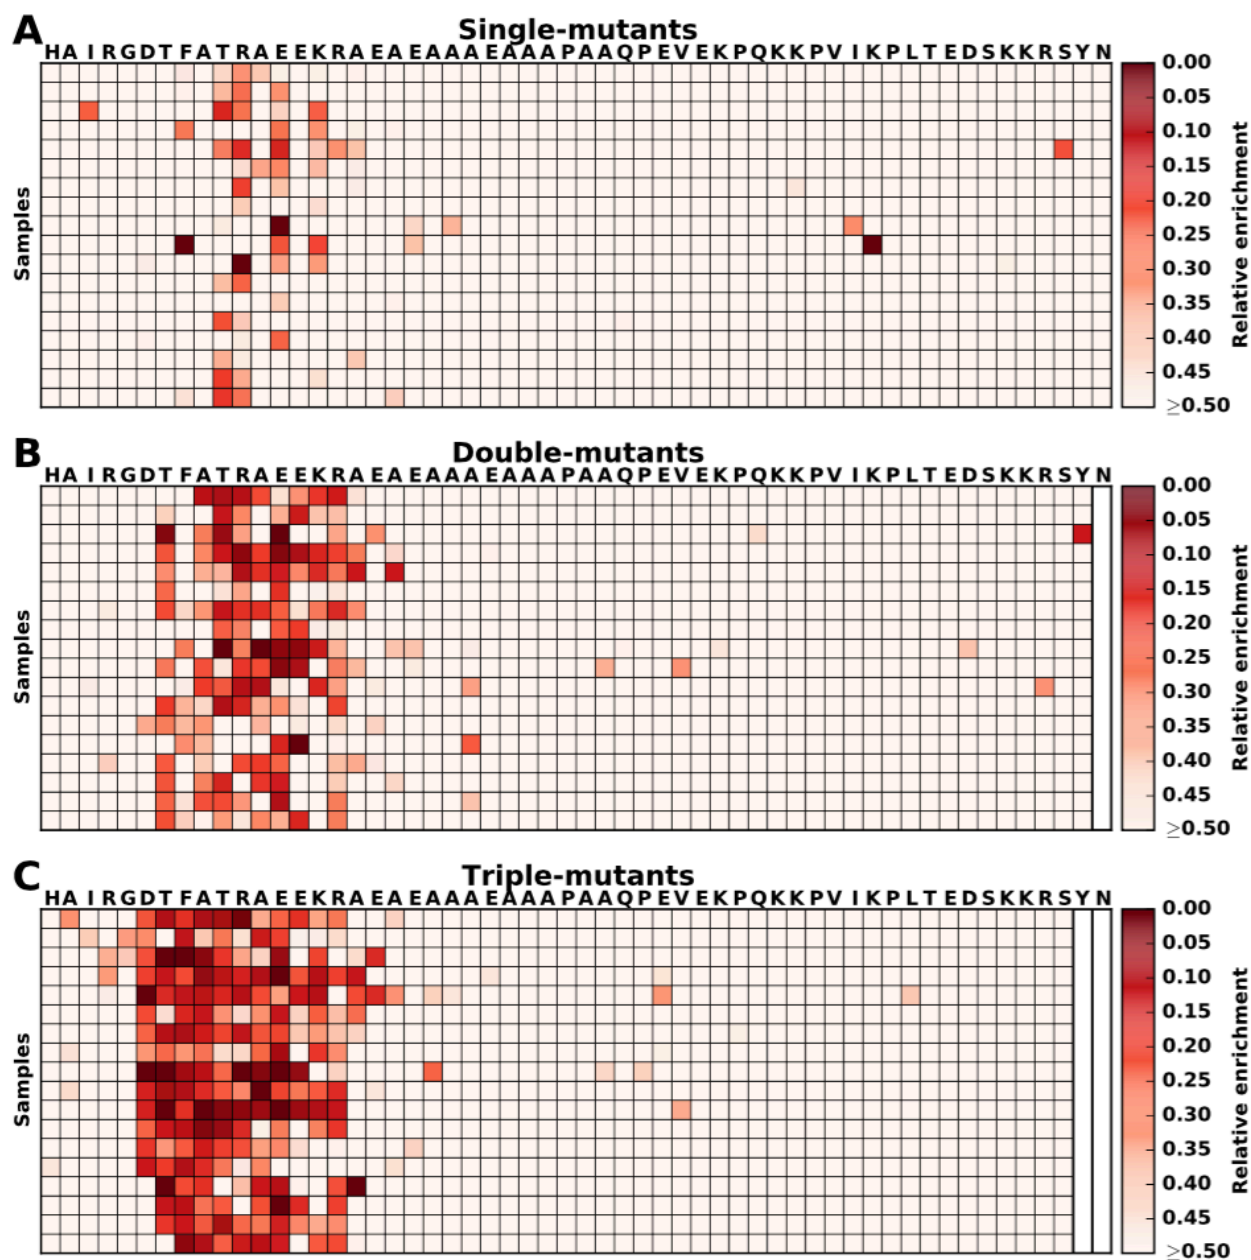 A
Single-mutants
H A I R G D T F A T R A E E K R A E A E A A A E A A A P A A Q P E V E K P Q K K P V I K P L T E D S K K R S Y N
Samples
0.00
0.05
0.10
0.15
0.20
0.25
0.30
0.35
0.40
0.45
≥0.50
Relative enrichment
B
Double-mutants
H A I R G D T F A T R A E E K R A E A E A A A E A A A P A A Q P E V E K P Q K K P V I K P L T E D S K K R S Y N
Samples
0.00
0.05
0.10
0.15
0.20
0.25
0.30
0.35
0.40
0.45
≥0.50
Relative enrichment
C
Triple-mutants
H A I R G D T F A T R A E E K R A E A E A A A E A A A P A A Q P E V E K P Q K K P V I K P L T E D S K K R S Y N
Samples
0.00
0.05
0.10
0.15
0.20
0.25
0.30
0.35
0.40
0.45
≥0.50
Relative enrichment